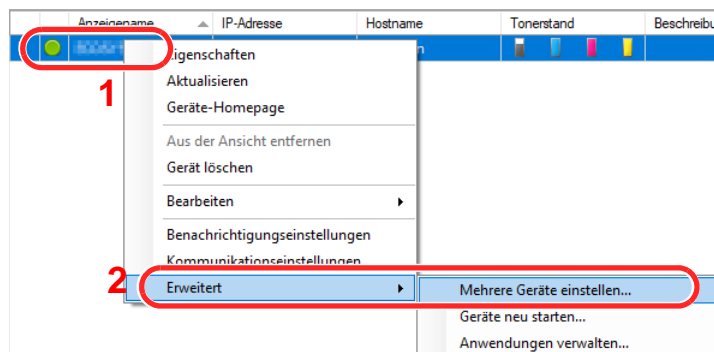 Anzeigename IP-Adresse Hostname Tonerstand
1
Eigenschaften
Aktualisieren
Geräte-Homepage
Aus der Ansicht entfernen
Gerät löschen
Bearbeiten
Benachrichtigungseinstellungen
Kommunikationseinstellungen
2 Erweitert Mehrere Geräte einstellen...
Geräte neu starten...
Anwendungen verwalten...